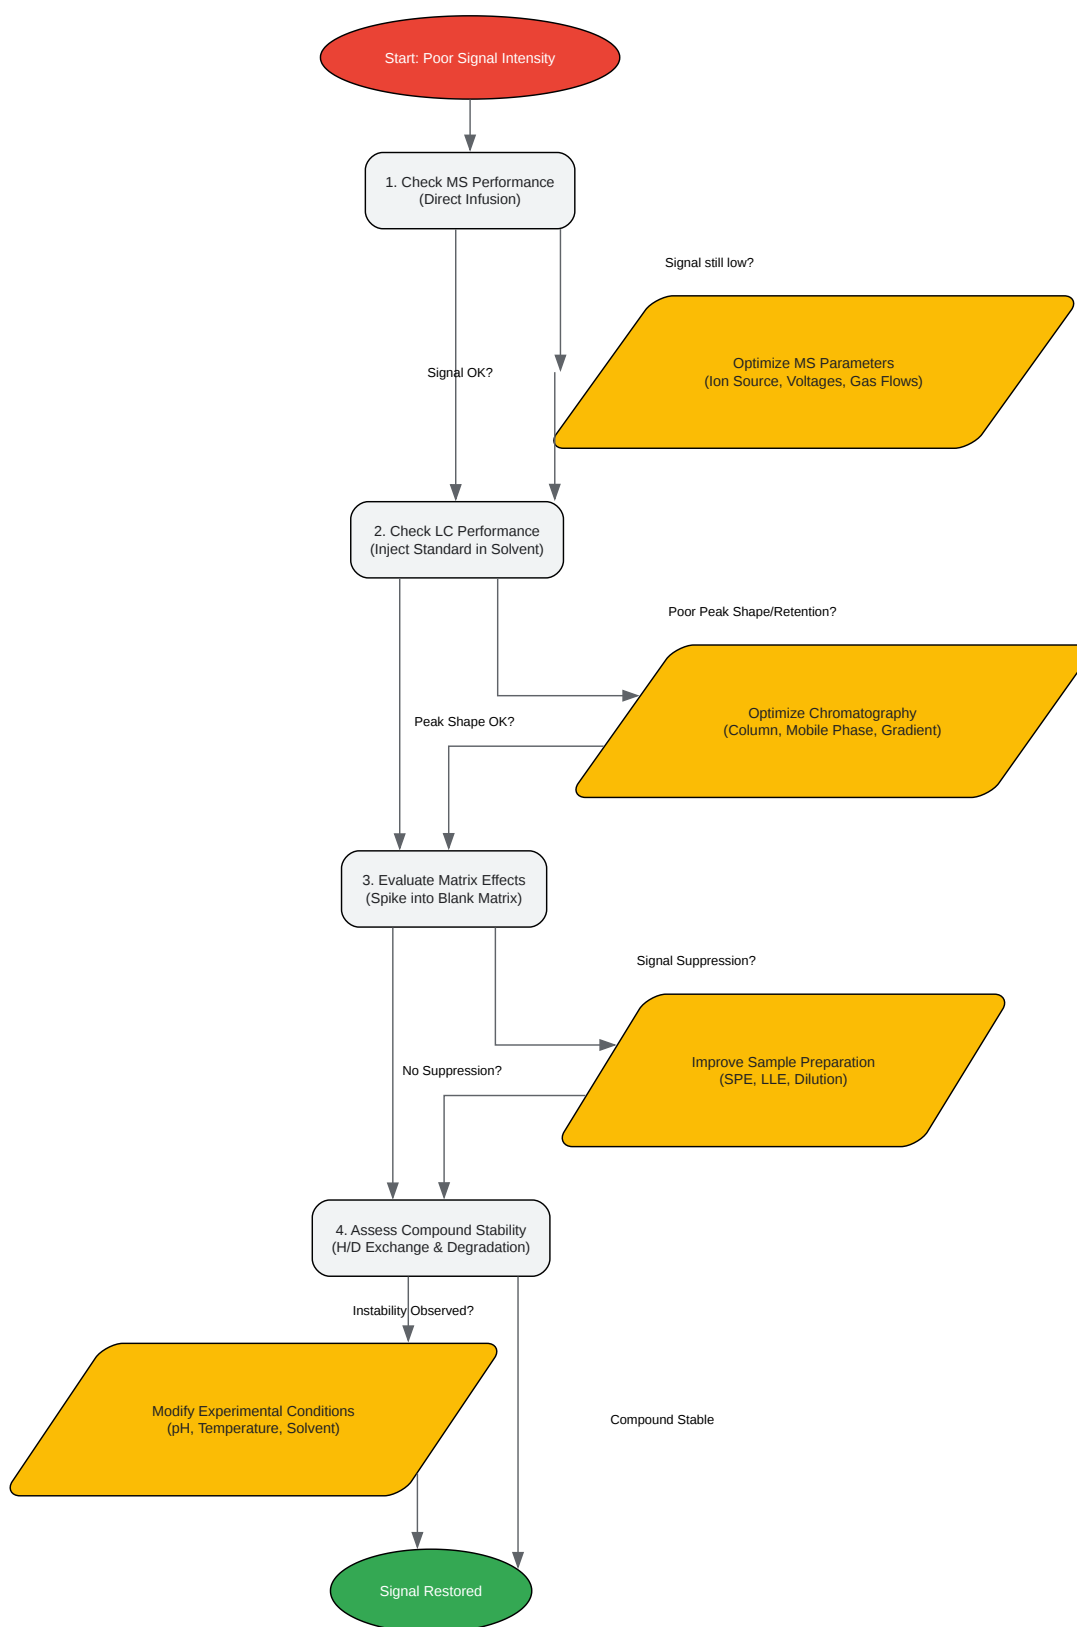 Start: Poor Signal Intensity
1. Check MS Performance
(Direct Infusion)
Signal still low?
Optimize MS Parameters
(Ion Source, Voltages, Gas Flows)
Signal OK?
2. Check LC Performance
(Inject Standard in Solvent)
Poor Peak Shape/Retention?
Optimize Chromatography
(Column, Mobile Phase, Gradient)
Peak Shape OK?
3. Evaluate Matrix Effects
(Spike into Blank Matrix)
Signal Suppression?
Improve Sample Preparation
(SPE, LLE, Dilution)
No Suppression?
4. Assess Compound Stability
(H/D Exchange & Degradation)
Instability Observed?
Modify Experimental Conditions
(pH, Temperature, Solvent)
Compound Stable
Signal Restored